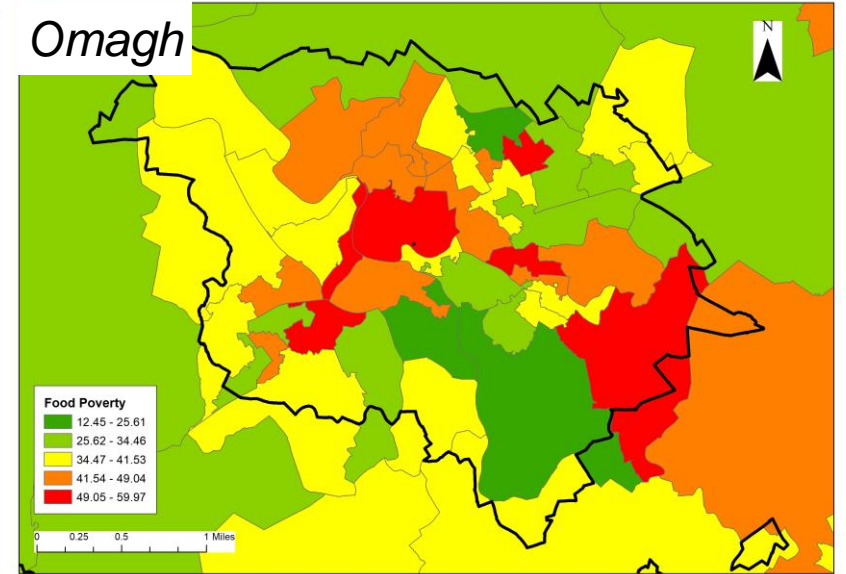 Omagh
N
Food Poverty
12.45 - 25.61
25.62 - 34.46
34.47 - 41.53
41.54 - 49.04
49.05 - 59.97
0 0.25 0.5 1 Miles